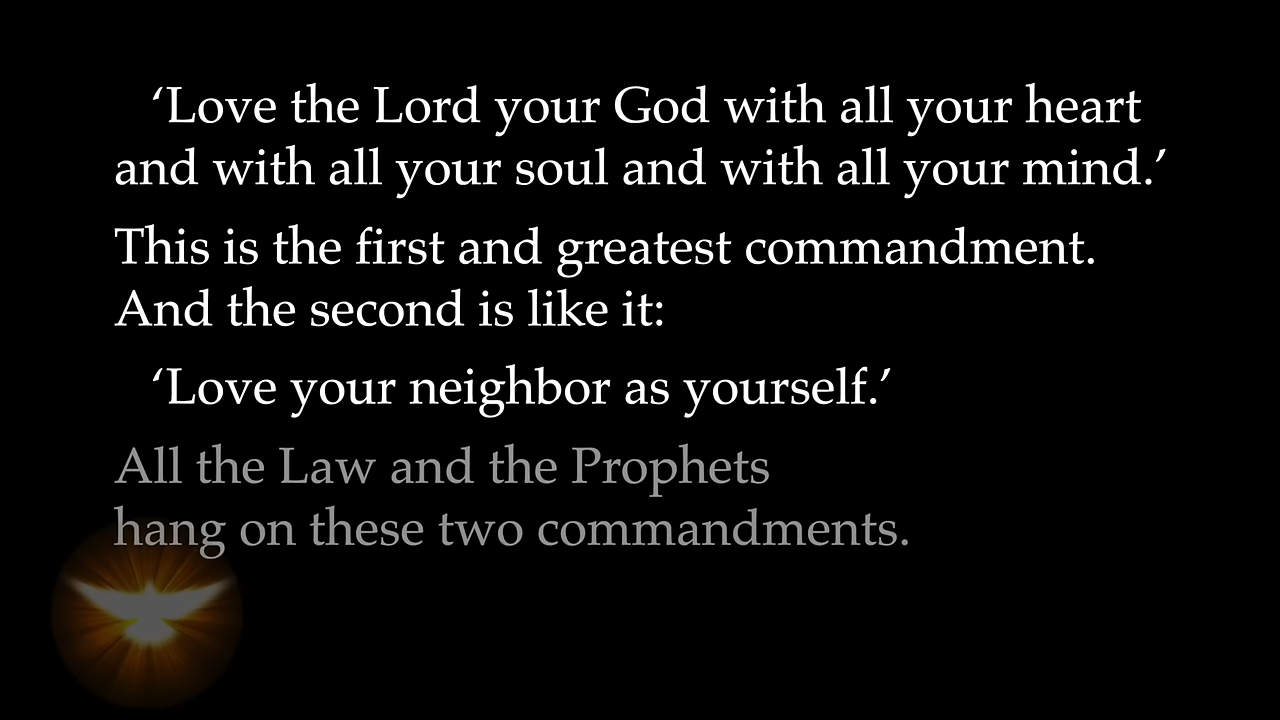 ‘Love the Lord your God with all your heart
and with all your soul and with all your mind.’
This is the first and greatest commandment.
And the second is like it:
‘Love your neighbor as yourself.’
All the Law and the Prophets
hang on these two commandments.